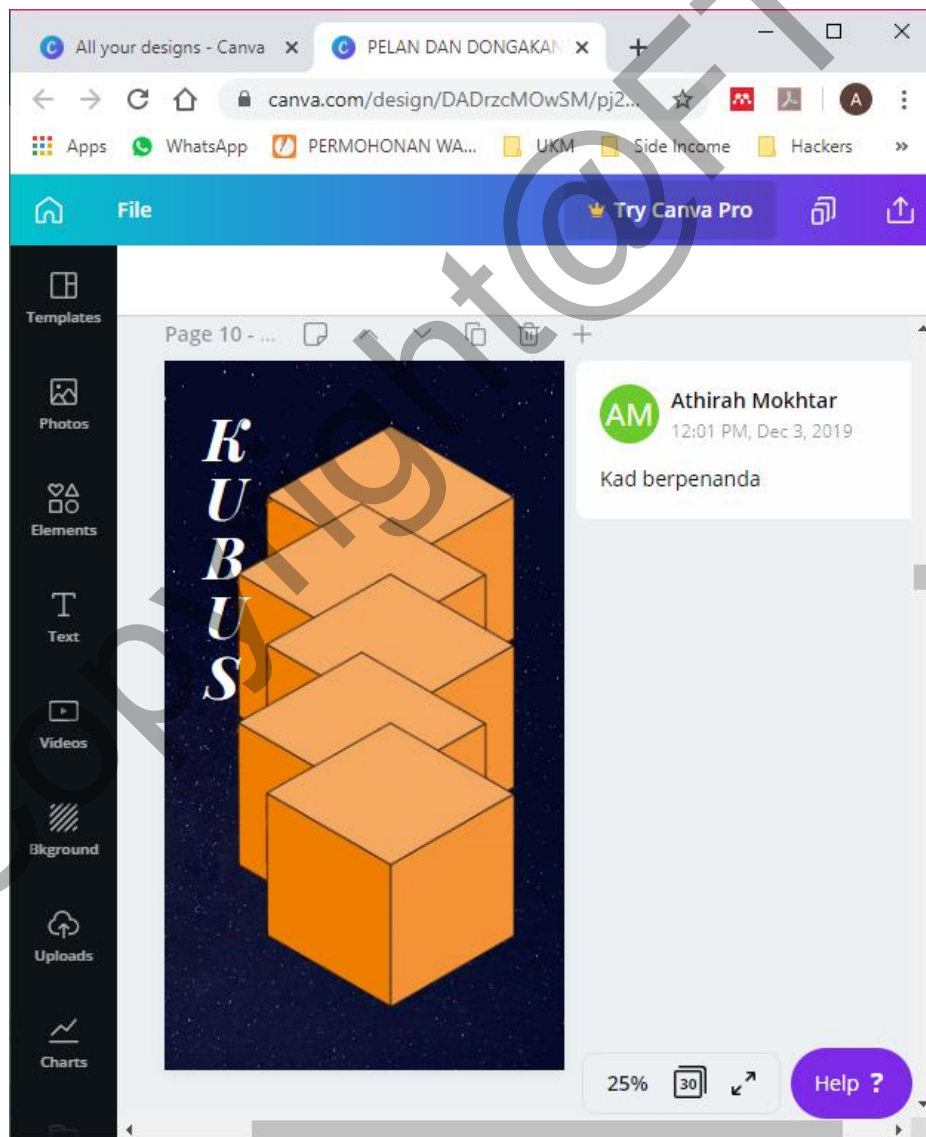 All your designs - Canva
PELAN DAN DONGAKAN
canva.com/design/DADrzcMOwSM/pj2...
A
Apps
WhatsApp
PERMOHONAN WA...
UKM
Side Income
Hackers
»
File
Try Canva Pro
Templates
Photos
Elements
Text
Videos
Bkground
Uploads
Charts
Page 10 - ...
K
U
B
U
S
AM
Athirah Mokhtar
12:01 PM, Dec 3, 2019
Kad berpenanda
25%
30
Help ?
Copyright@FT